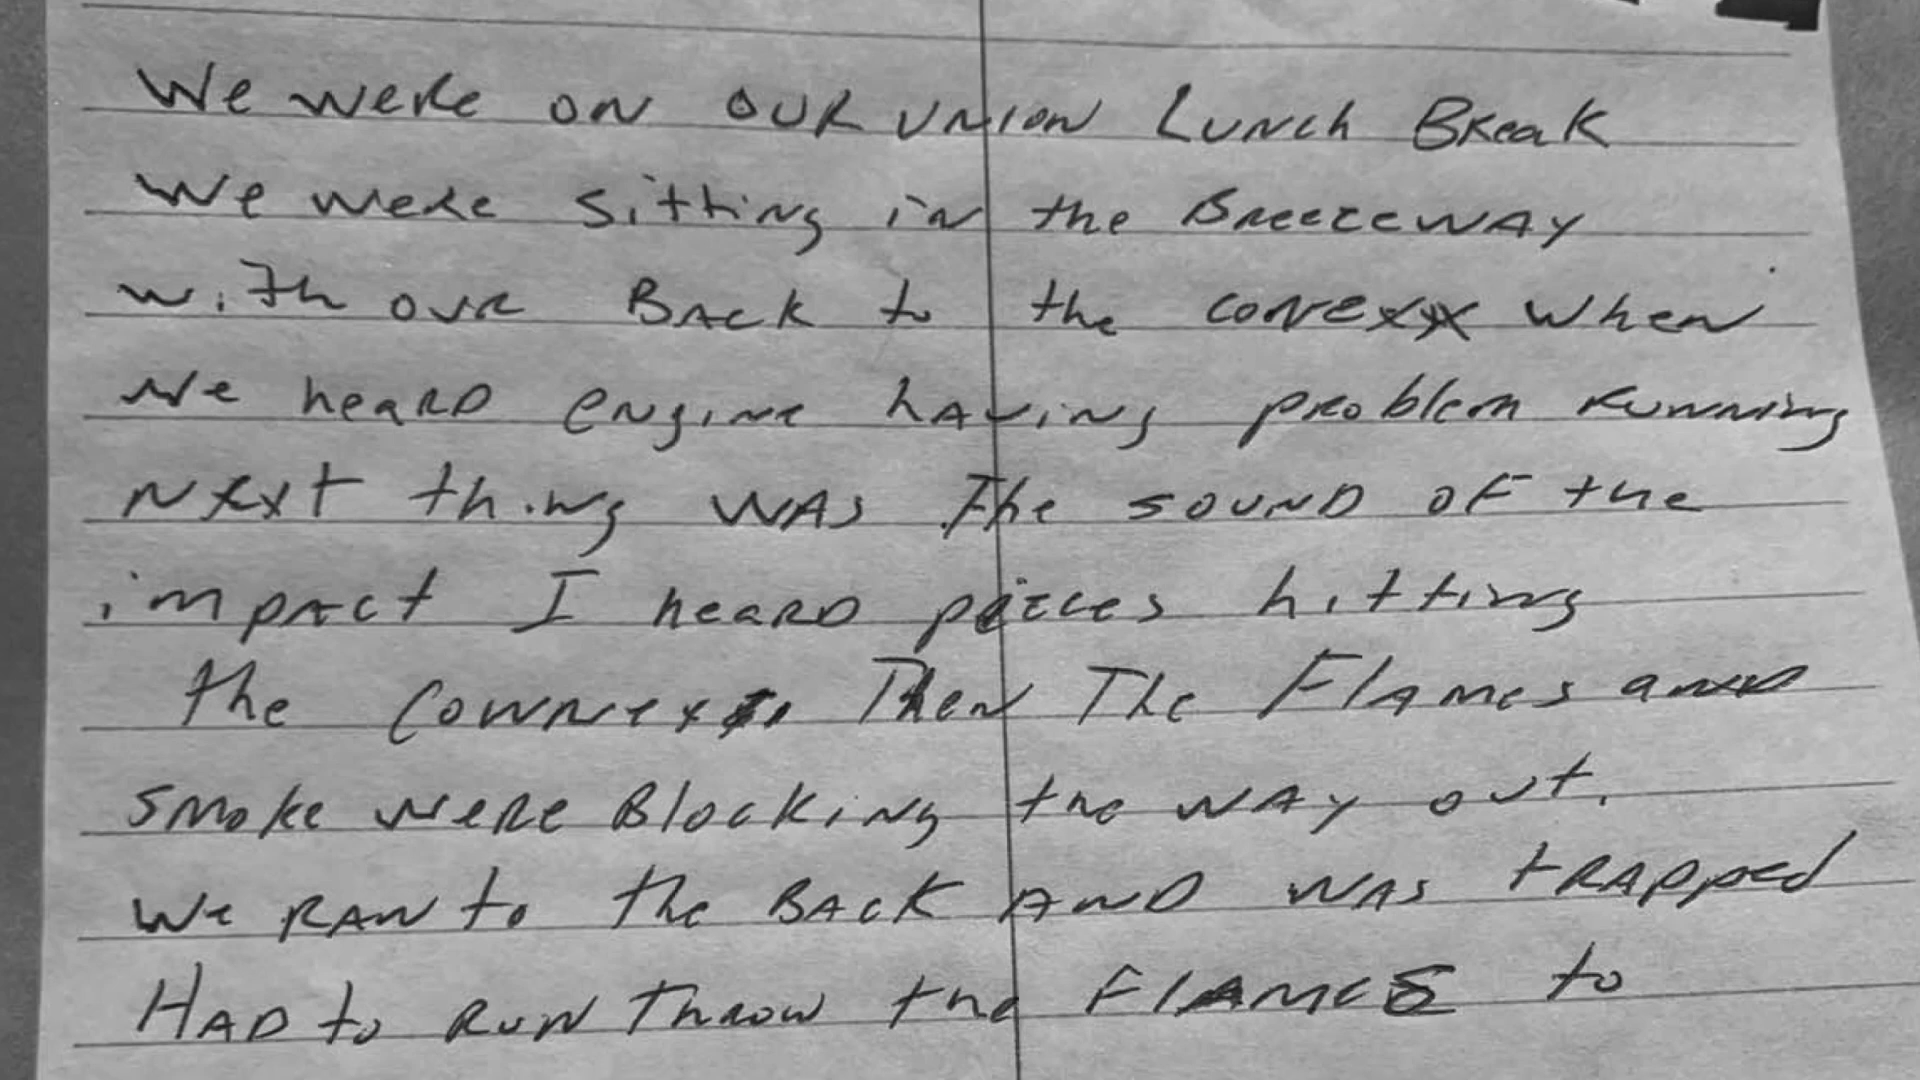 We were on our union Lunch Break
We were sitting in the Breezeway
with our Back to the conexx when
we heard engine having problem running
next thing was the sound of the
impact I heard peices hitting
the Connex. Then The Flames and
smoke were Blocking the way out.
We ran to the Back and was trapped
Had to run throw the Flames to